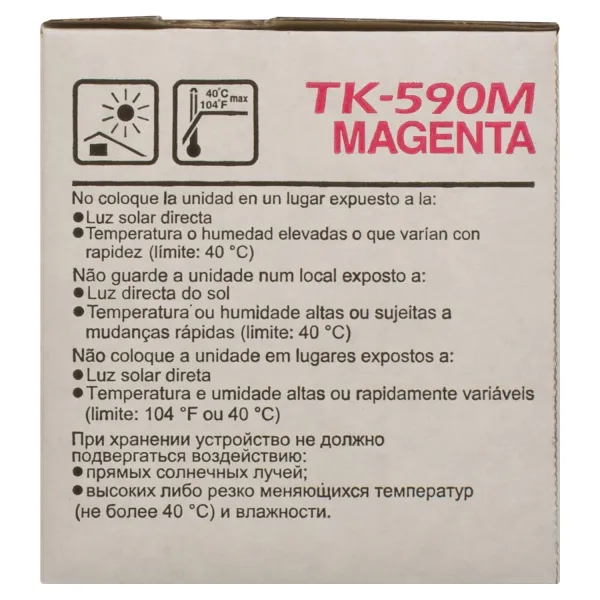 40°C max
104°F
TK-590M
MAGENTA
No coloque la unidad en un lugar expuesto a la:
●Luz solar directa
●Temperatura o humedad elevadas o que varían con
rapidez (límite: 40 °C)
Não guarde a unidade num local exposto a:
●Luz directa do sol
●Temperatura ou humidade altas ou sujeitas a
mudanças rápidas (limite: 40 °C)
Não coloque a unidade em lugares expostos a:
●Luz solar direta
●Temperatura e umidade altas ou rapidamente variáveis
(limite: 104 °F ou 40 °C)
При хранении устройство не должно
подвергаться воздействию:
●прямых солнечных лучей;
●высоких либо резко меняющихся температур
(не более 40 °C) и влажности.